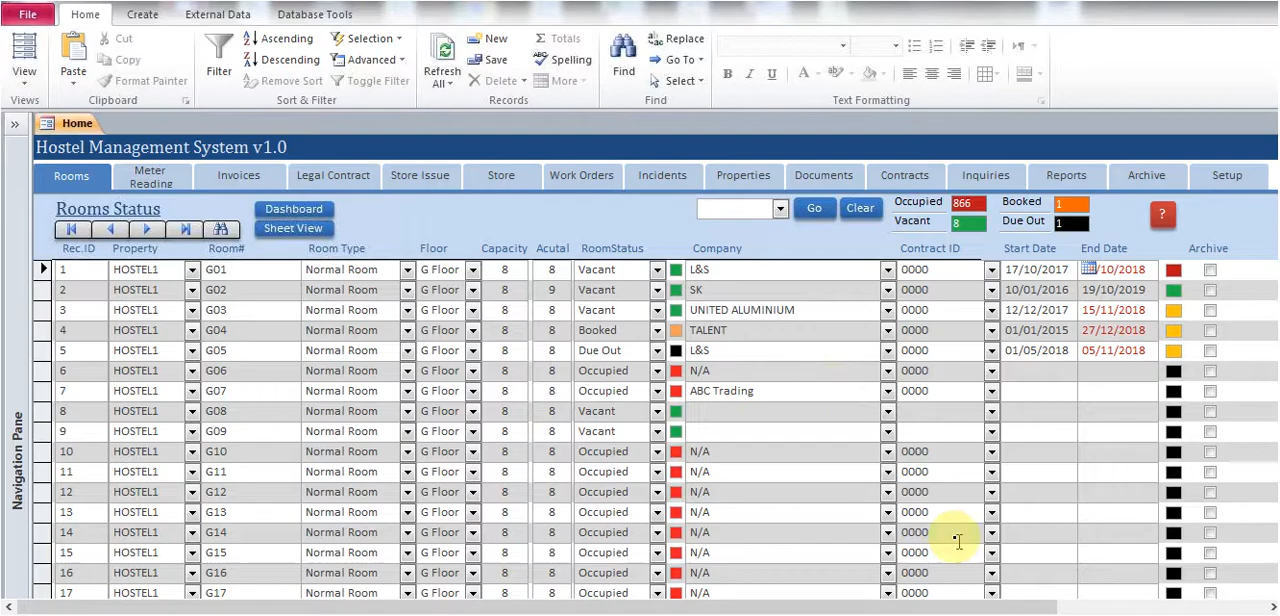 File Home Create External Data Database Tools
Cut Ascending Selection New Totals Replace
Copy Descending Advanced Save Spelling Go To
View Paste Format Painter Filter Remove Sort Toggle Filter Refresh All Delete More Find Select B I U A
Views Clipboard Sort & Filter Records Find Text Formatting
» Home
Hostel Management System v1.0
Rooms Meter Reading Invoices Legal Contract Store Issue Store Work Orders Incidents Properties Documents Contracts Inquiries Reports Archive Setup
Rooms Status Dashboard Go Clear Occupied 866 Booked 1 ?
Sheet View Vacant 8 Due Out 1
Rec.ID Property Room# Room Type Floor Capacity Acutal RoomStatus Company Contract ID Start Date End Date Archive
1 HOSTEL1 G01 Normal Room G Floor 8 8 Vacant L&S 0000 17/10/2017 /10/2018
2 HOSTEL1 G02 Normal Room G Floor 8 9 Vacant SK 0000 10/01/2016 19/10/2019
3 HOSTEL1 G03 Normal Room G Floor 8 8 Vacant UNITED ALUMINIUM 0000 12/12/2017 15/11/2018
4 HOSTEL1 G04 Normal Room G Floor 8 8 Booked TALENT 0000 01/01/2015 27/12/2018
5 HOSTEL1 G05 Normal Room G Floor 8 8 Due Out L&S 0000 01/05/2018 05/11/2018
6 HOSTEL1 G06 Normal Room G Floor 8 8 Occupied N/A 0000
7 HOSTEL1 G07 Normal Room G Floor 8 8 Occupied ABC Trading 0000
8 HOSTEL1 G08 Normal Room G Floor 8 8 Vacant
9 HOSTEL1 G09 Normal Room G Floor 8 8 Vacant
10 HOSTEL1 G10 Normal Room G Floor 8 8 Occupied N/A 0000
11 HOSTEL1 G11 Normal Room G Floor 8 8 Occupied N/A 0000
12 HOSTEL1 G12 Normal Room G Floor 8 8 Occupied N/A 0000
13 HOSTEL1 G13 Normal Room G Floor 8 8 Occupied N/A 0000
14 HOSTEL1 G14 Normal Room G Floor 8 8 Occupied N/A 0000
15 HOSTEL1 G15 Normal Room G Floor 8 8 Occupied N/A 0000
16 HOSTEL1 G16 Normal Room G Floor 8 8 Occupied N/A 0000
17 HOSTEL1 G17 Normal Room G Floor 8 8 Occupied N/A 0000
Navigation Pane